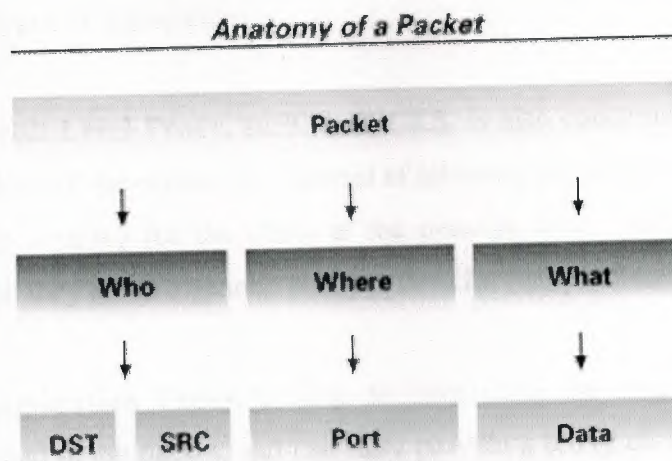 Anatomy of a Packet
Packet
Who Where What
DST SRC Port Data